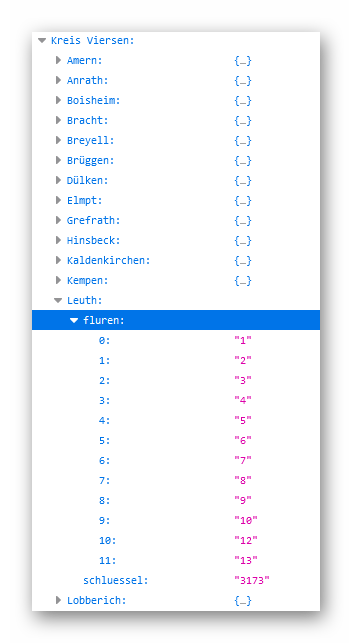 Kreis Viersen:
Amern: {…}
Anrath: {…}
Boisheim: {…}
Bracht: {…}
Breyell: {…}
Brüggen: {…}
Dülken: {…}
Elmpt: {…}
Grefrath: {…}
Hinsbeck: {…}
Kaldenkirchen: {…}
Kempen: {…}
Leuth:
fluren:
0: "1"
1: "2"
2: "3"
3: "4"
4: "5"
5: "6"
6: "7"
7: "8"
8: "9"
9: "10"
10: "12"
11: "13"
schluessel: "3173"
Lobberich: {…}